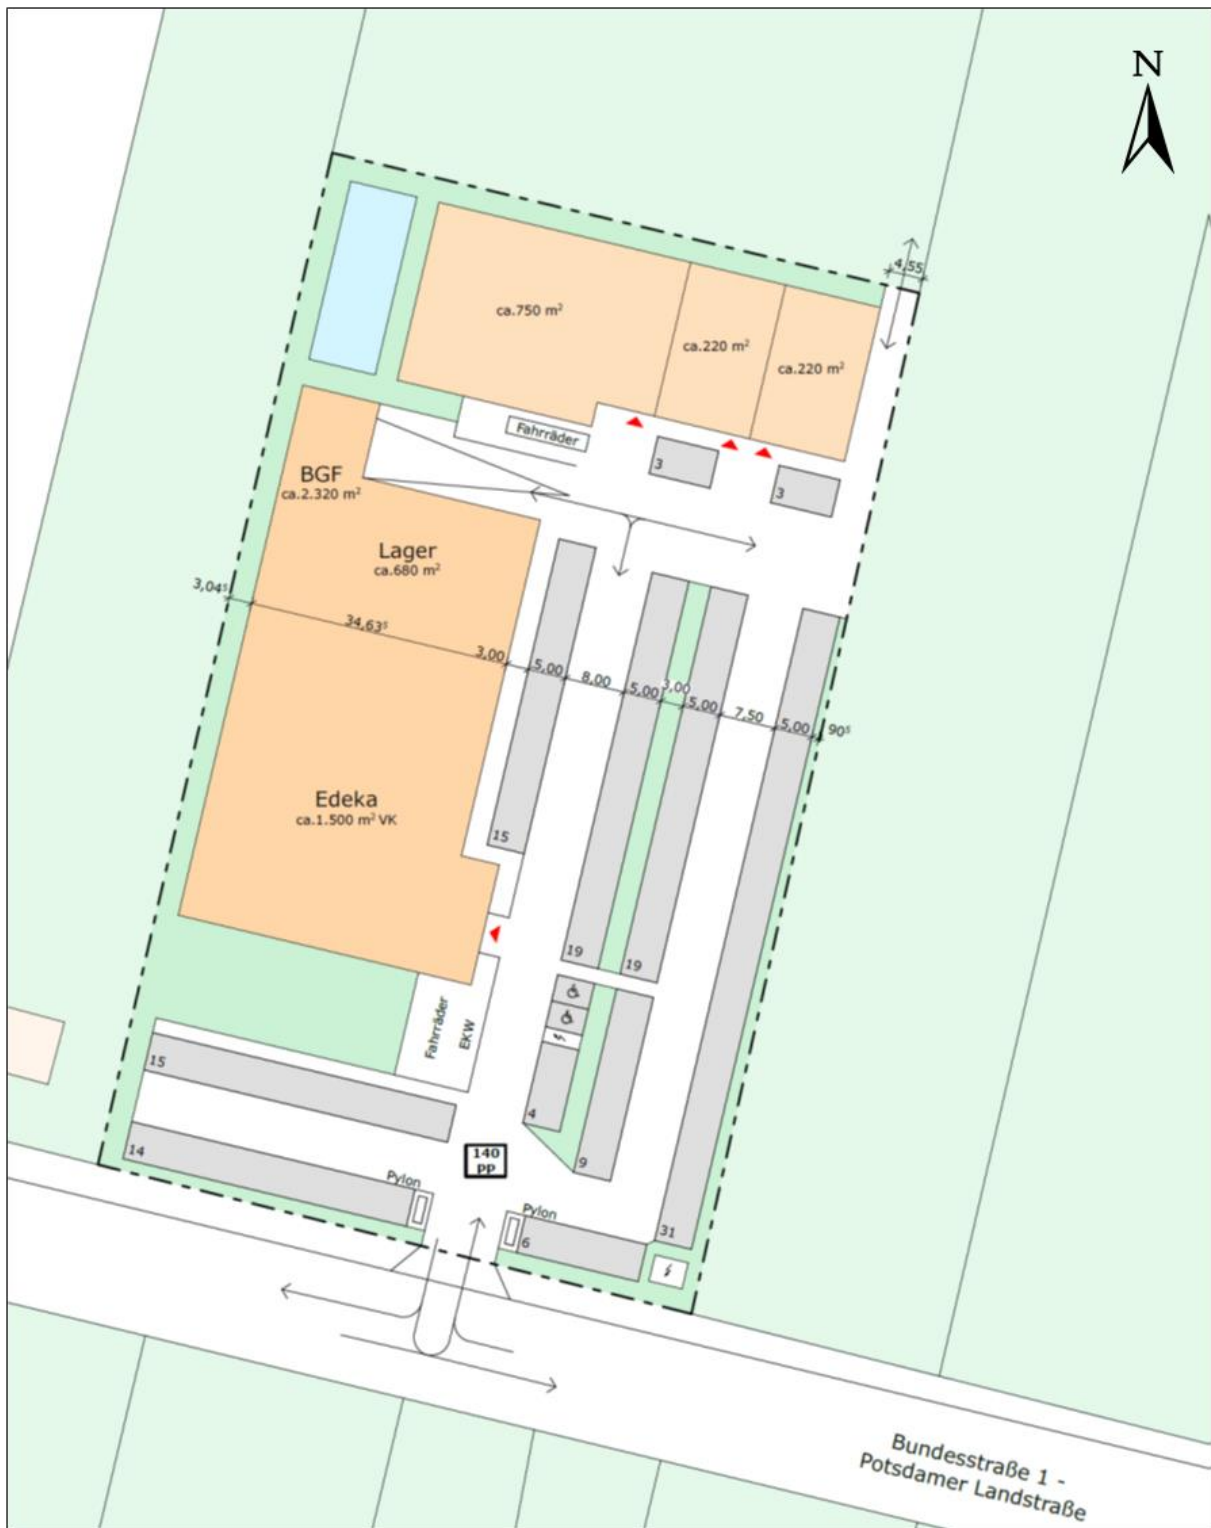 N
4,55
ca.750 m²
ca.220 m²
ca.220 m²
Fahrräder
3
3
BGF
ca.2.320 m²
Lager
ca.680 m²
3,04⁵
34,63⁵
3,00
5,00
8,00
5,00
3,00
5,00
7,50
5,00
90⁵
Edeka
ca.1.500 m² VK
15
19
19
Fahrräder
EKW
15
4
9
14
140
PP
Pylon
Pylon
6
31
Bundesstraße 1 -
Potsdamer Landstraße